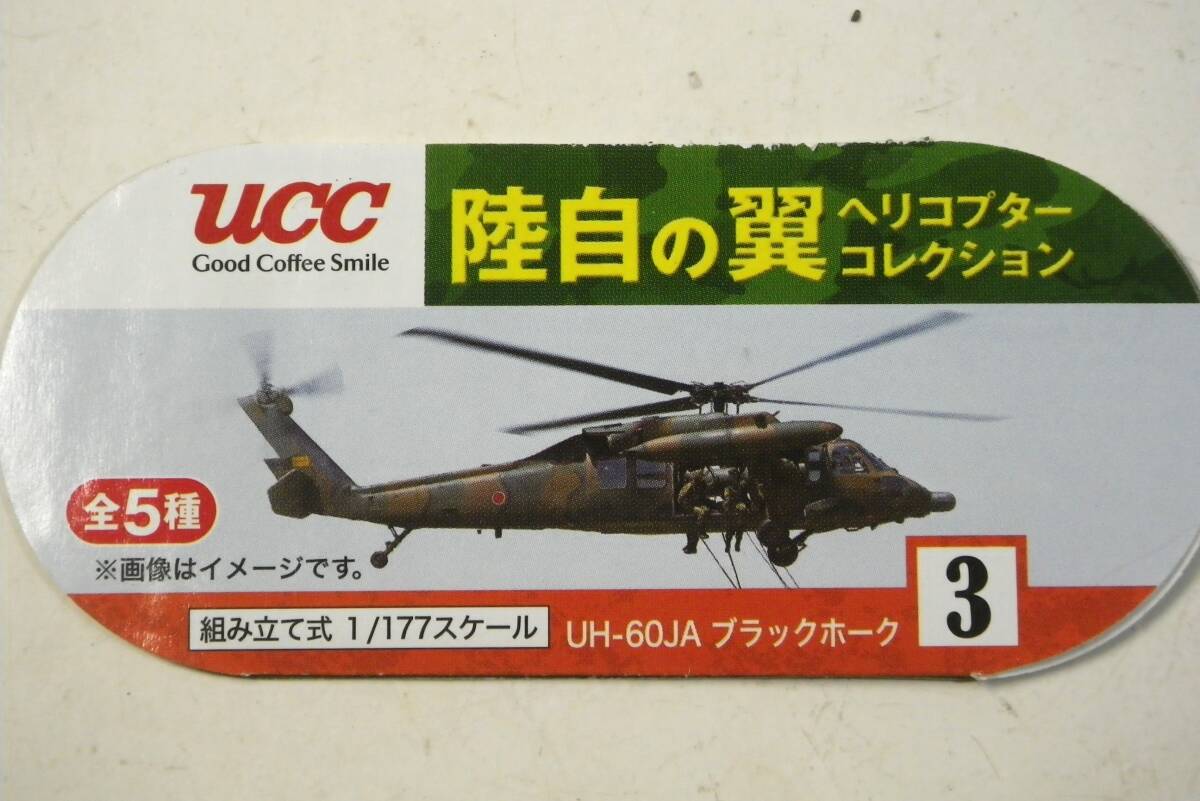 UCC
Good Coffee Smile
陸自の翼
ヘリコプター
コレクション
全5種
※画像はイメージです。
組み立て式 1/177スケール
UH-60JA ブラックホーク
3